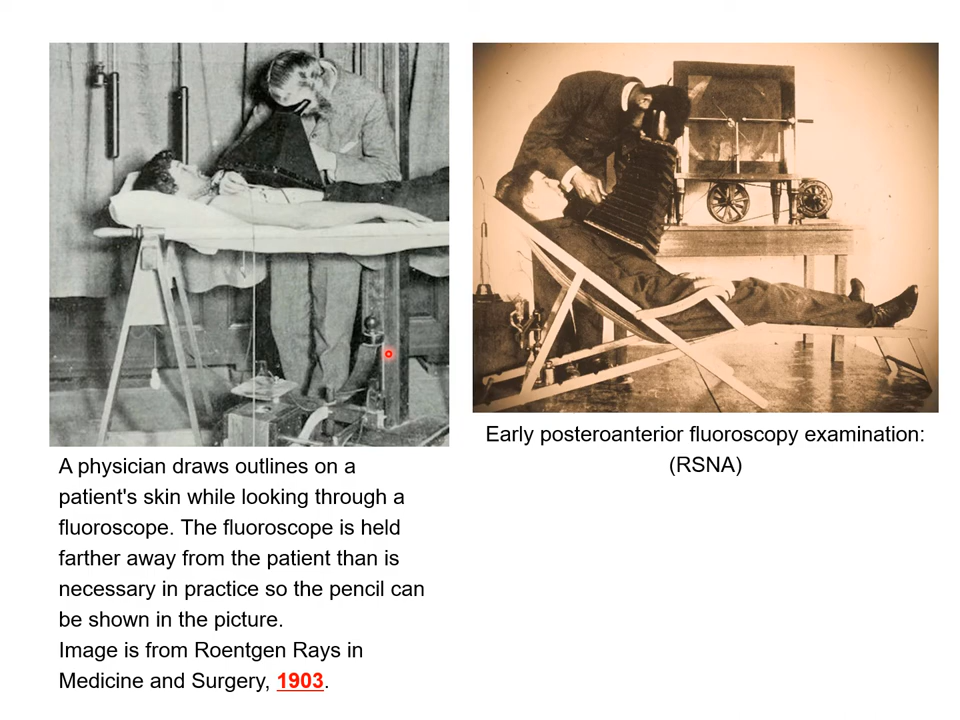 A physician draws outlines on a
patient's skin while looking through a
fluoroscope. The fluoroscope is held
farther away from the patient than is
necessary in practice so the pencil can
be shown in the picture.
Image is from Roentgen Rays in
Medicine and Surgery, 1903.
Early posteroanterior fluoroscopy examination:
(RSNA)